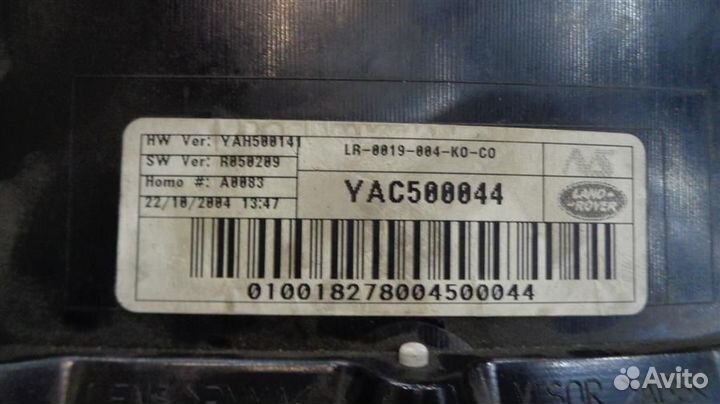 HW Ver: YAH500141
SW Ver: R050209
Homo #: A0083
22/10/2004 13:47
LR-0019-004-KO-CO
YAC500044
LAND
ROVER
010018278004500044
VISOR
Avito